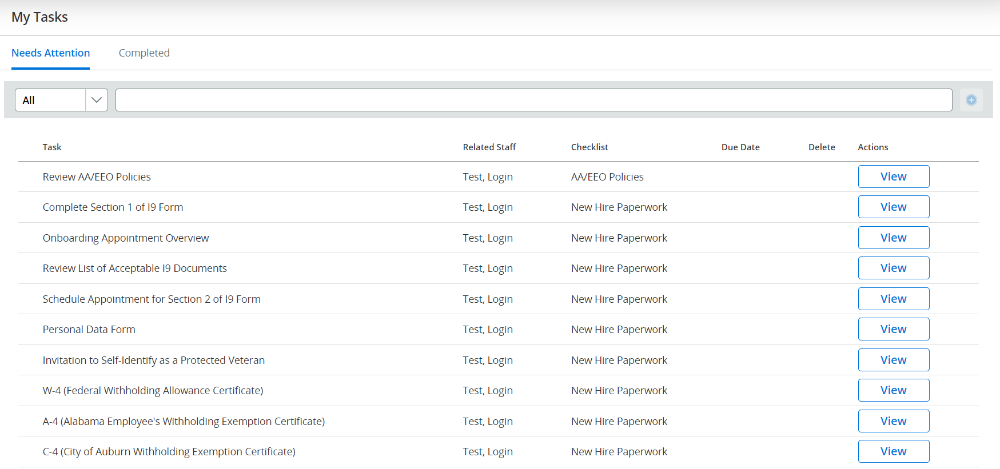 My Tasks
Needs Attention Completed
All
Task Related Staff Checklist Due Date Delete Actions
Review AA/EEO Policies Test, Login AA/EEO Policies View
Complete Section 1 of I9 Form Test, Login New Hire Paperwork View
Onboarding Appointment Overview Test, Login New Hire Paperwork View
Review List of Acceptable I9 Documents Test, Login New Hire Paperwork View
Schedule Appointment for Section 2 of I9 Form Test, Login New Hire Paperwork View
Personal Data Form Test, Login New Hire Paperwork View
Invitation to Self-Identify as a Protected Veteran Test, Login New Hire Paperwork View
W-4 (Federal Withholding Allowance Certificate) Test, Login New Hire Paperwork View
A-4 (Alabama Employee's Withholding Exemption Certificate) Test, Login New Hire Paperwork View
C-4 (City of Auburn Withholding Exemption Certificate) Test, Login New Hire Paperwork View